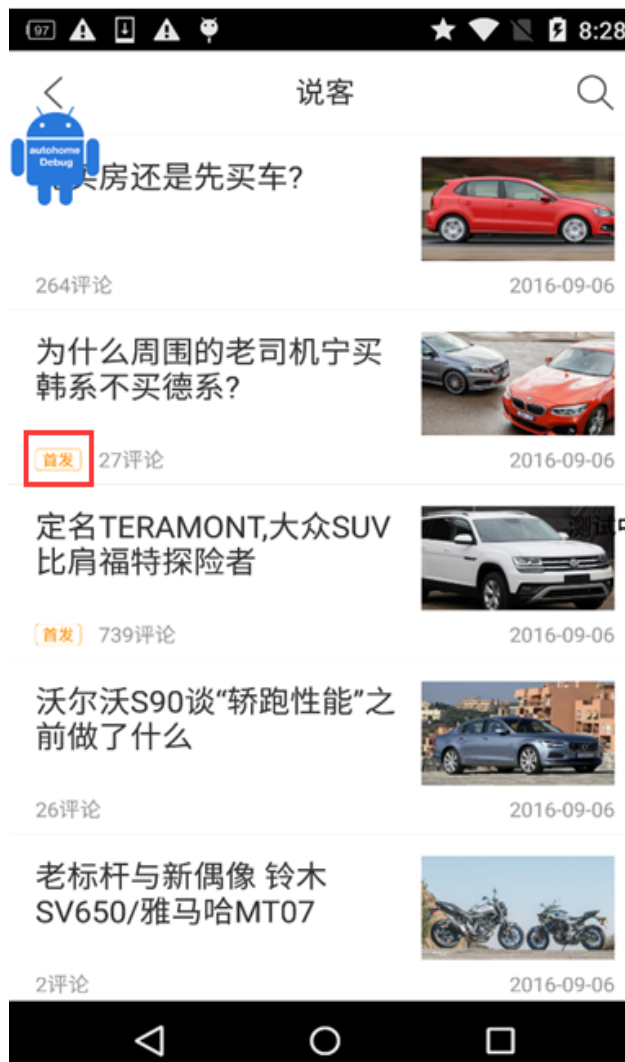 97
8:28
说客
autohome
Debug
房还是先买车?
264评论
2016-09-06
为什么周围的老司机宁买
韩系不买德系?
首发 27评论
2016-09-06
定名TERAMONT,大众SUV
比肩福特探险者
测试
首发 739评论
2016-09-06
沃尔沃S90谈“轿跑性能”之
前做了什么
26评论
2016-09-06
老标杆与新偶像 铃木
SV650/雅马哈MT07
2评论
2016-09-06